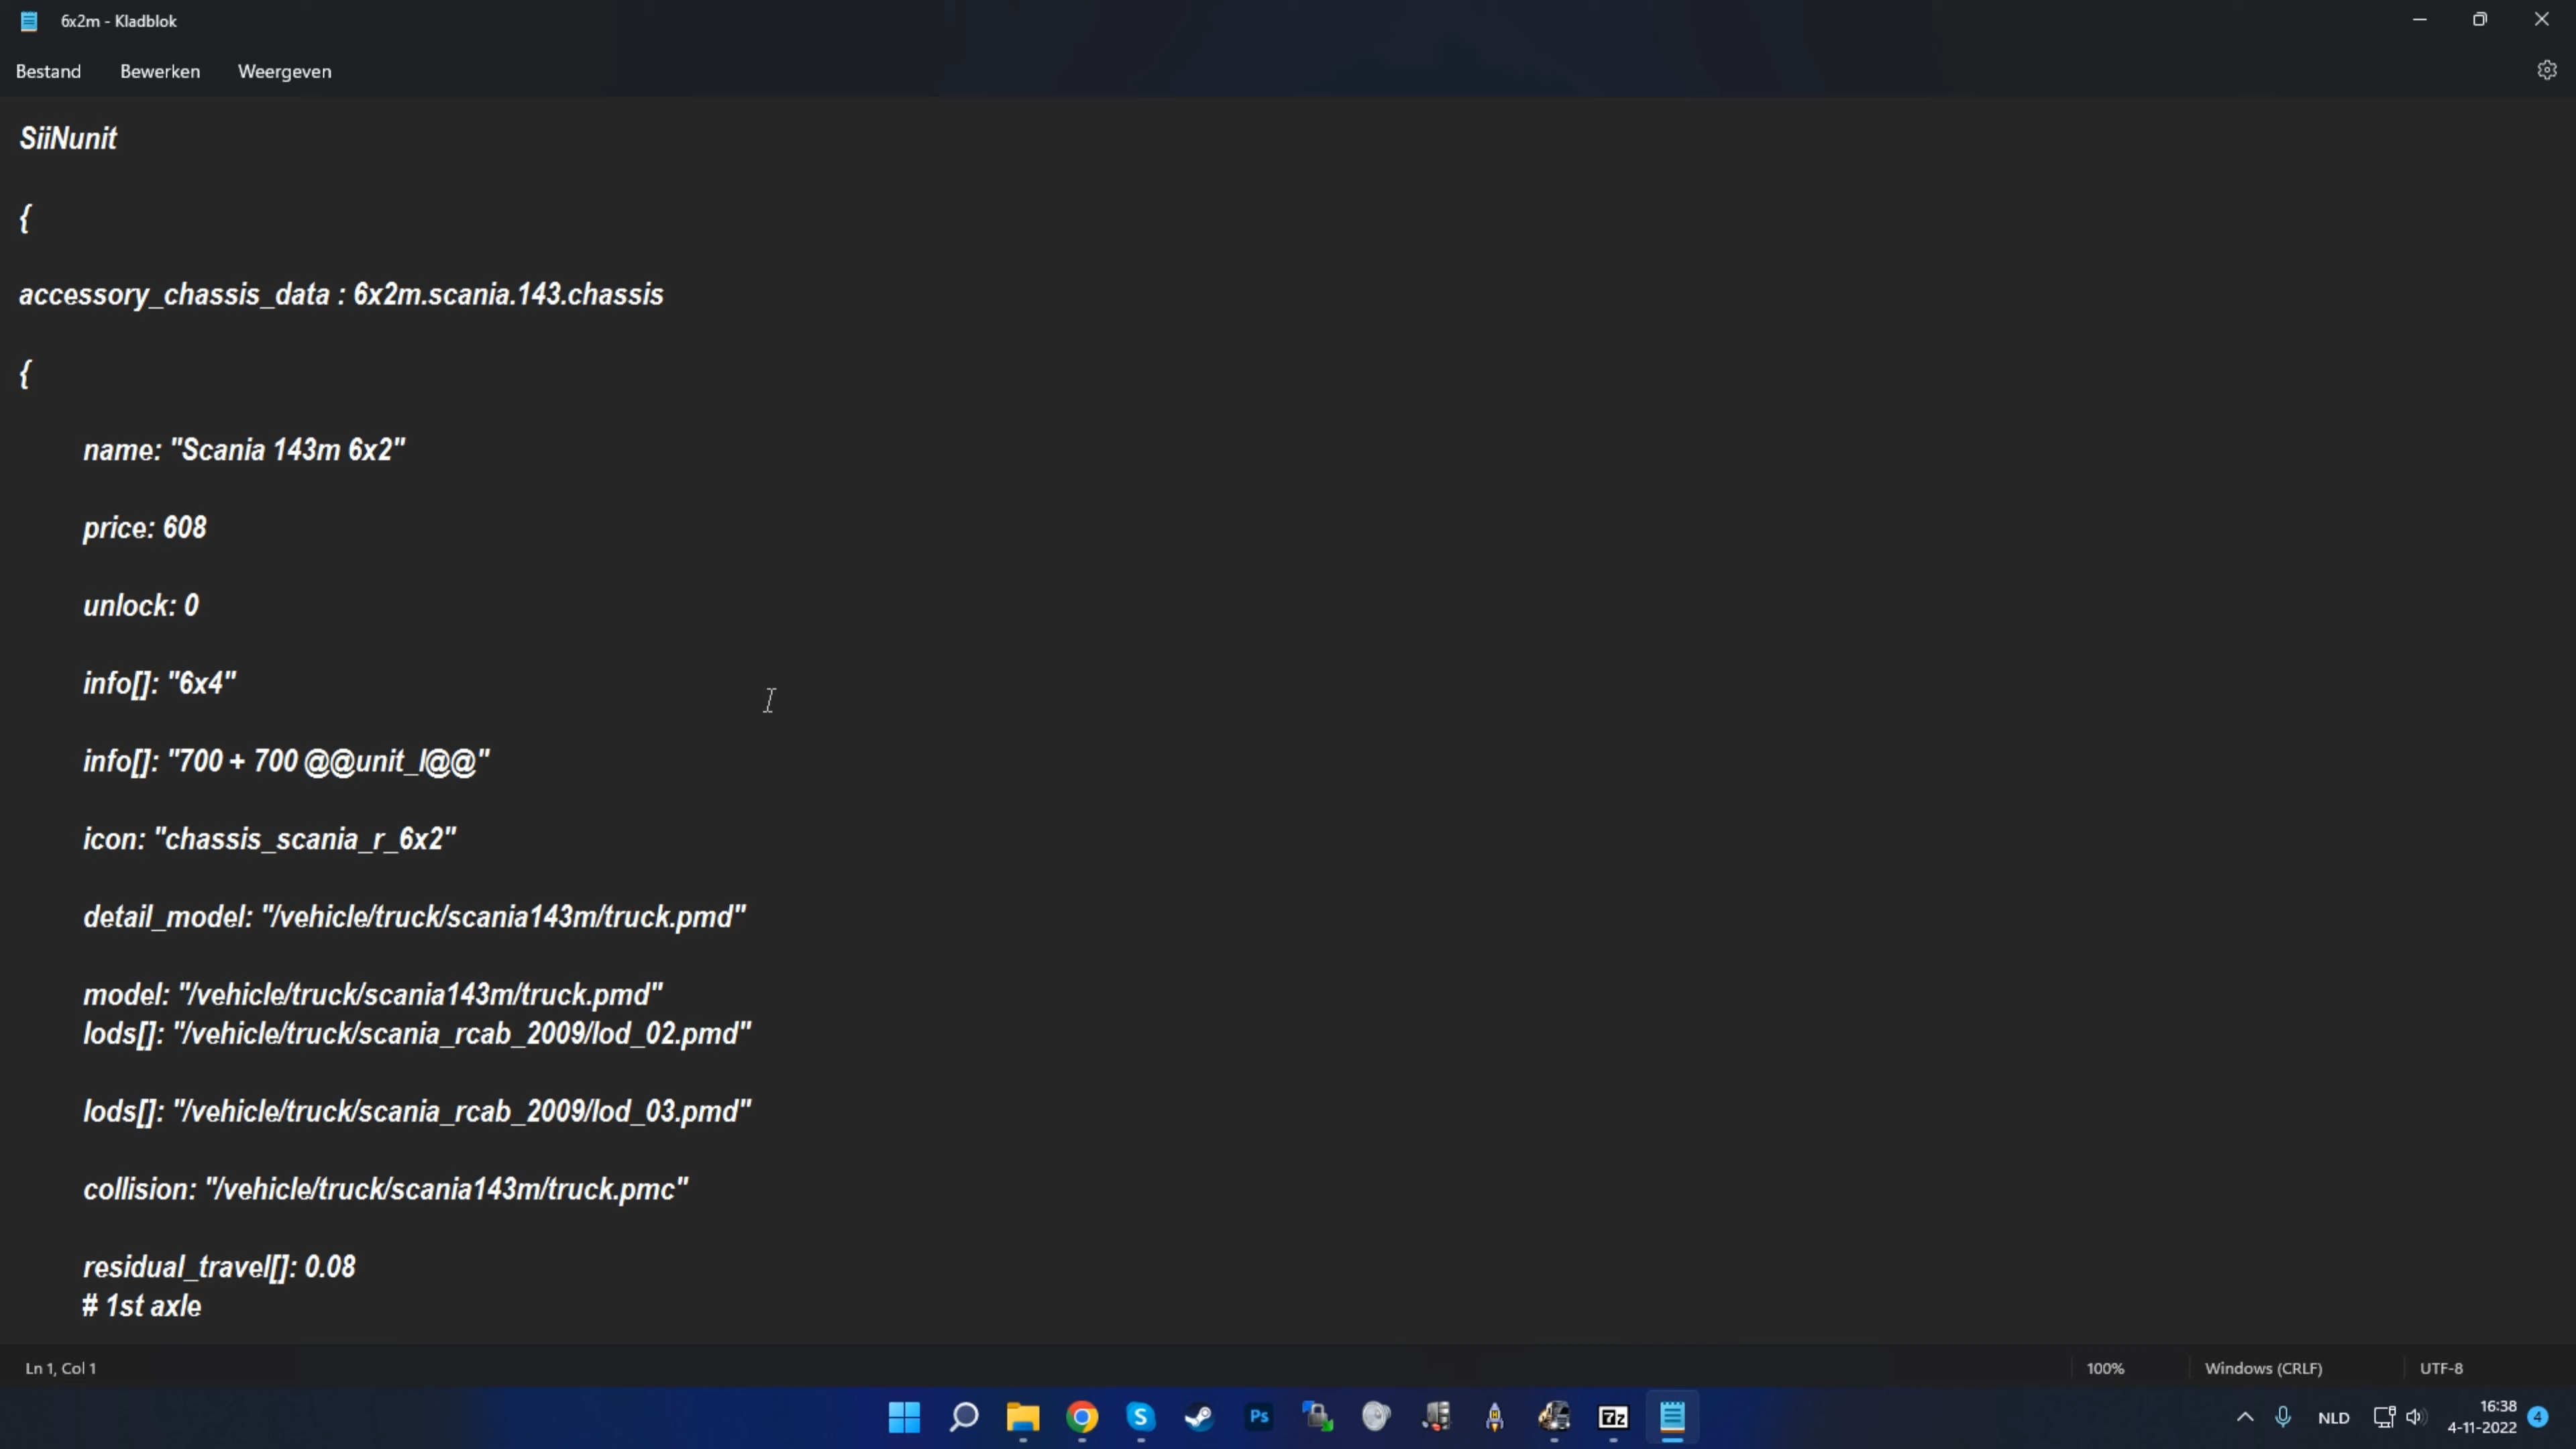 6x2m - Kladblok
Bestand Bewerken Weergeven
SiiNunit
{
accessory_chassis_data : 6x2m.scania.143.chassis
{
name: "Scania 143m 6x2"
price: 608
unlock: 0
info[]: "6x4"
info[]: "700 + 700 @@unit_l@@"
icon: "chassis_scania_r_6x2"
detail_model: "/vehicle/truck/scania143m/truck.pmd"
model: "/vehicle/truck/scania143m/truck.pmd"
lods[]: "/vehicle/truck/scania_rcab_2009/lod_02.pmd"
lods[]: "/vehicle/truck/scania_rcab_2009/lod_03.pmd"
collision: "/vehicle/truck/scania143m/truck.pmc"
residual_travel[]: 0.08
# 1st axle
Ln 1, Col 1 100% Windows (CRLF) UTF-8
S Ps 7z NLD 16:38 4
4-11-2022